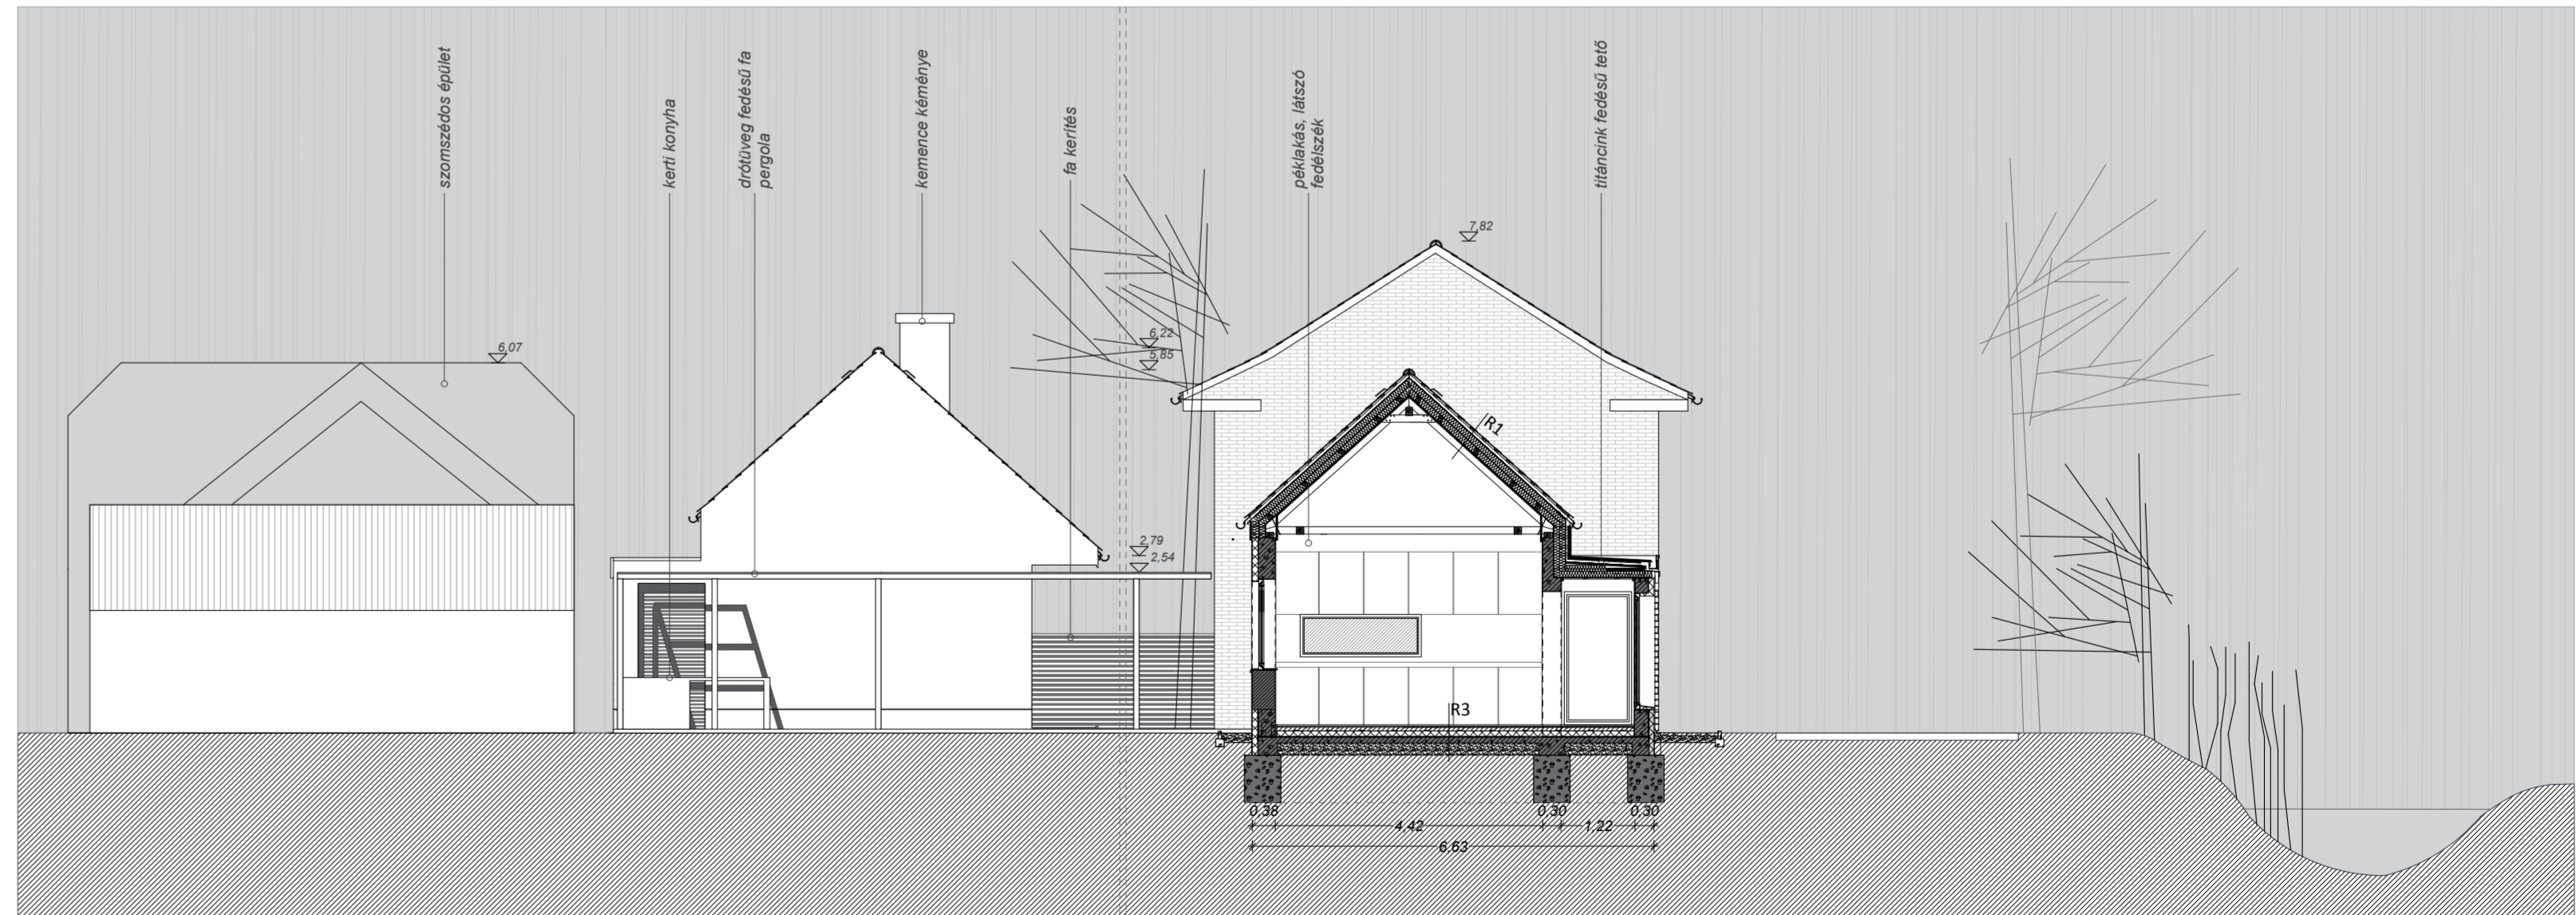 szomszédos épület
kerti konyha
drótüveg fedésű fa
pergola
kemence kéménye
fa kerítés
péklakás, látszó
fedélszék
titáncink fedésű tető
7,82
6,22
5,85
6,07
R1
2,79
2,54
R3
0,38
0,30
0,30
4,42
1,22
6,63